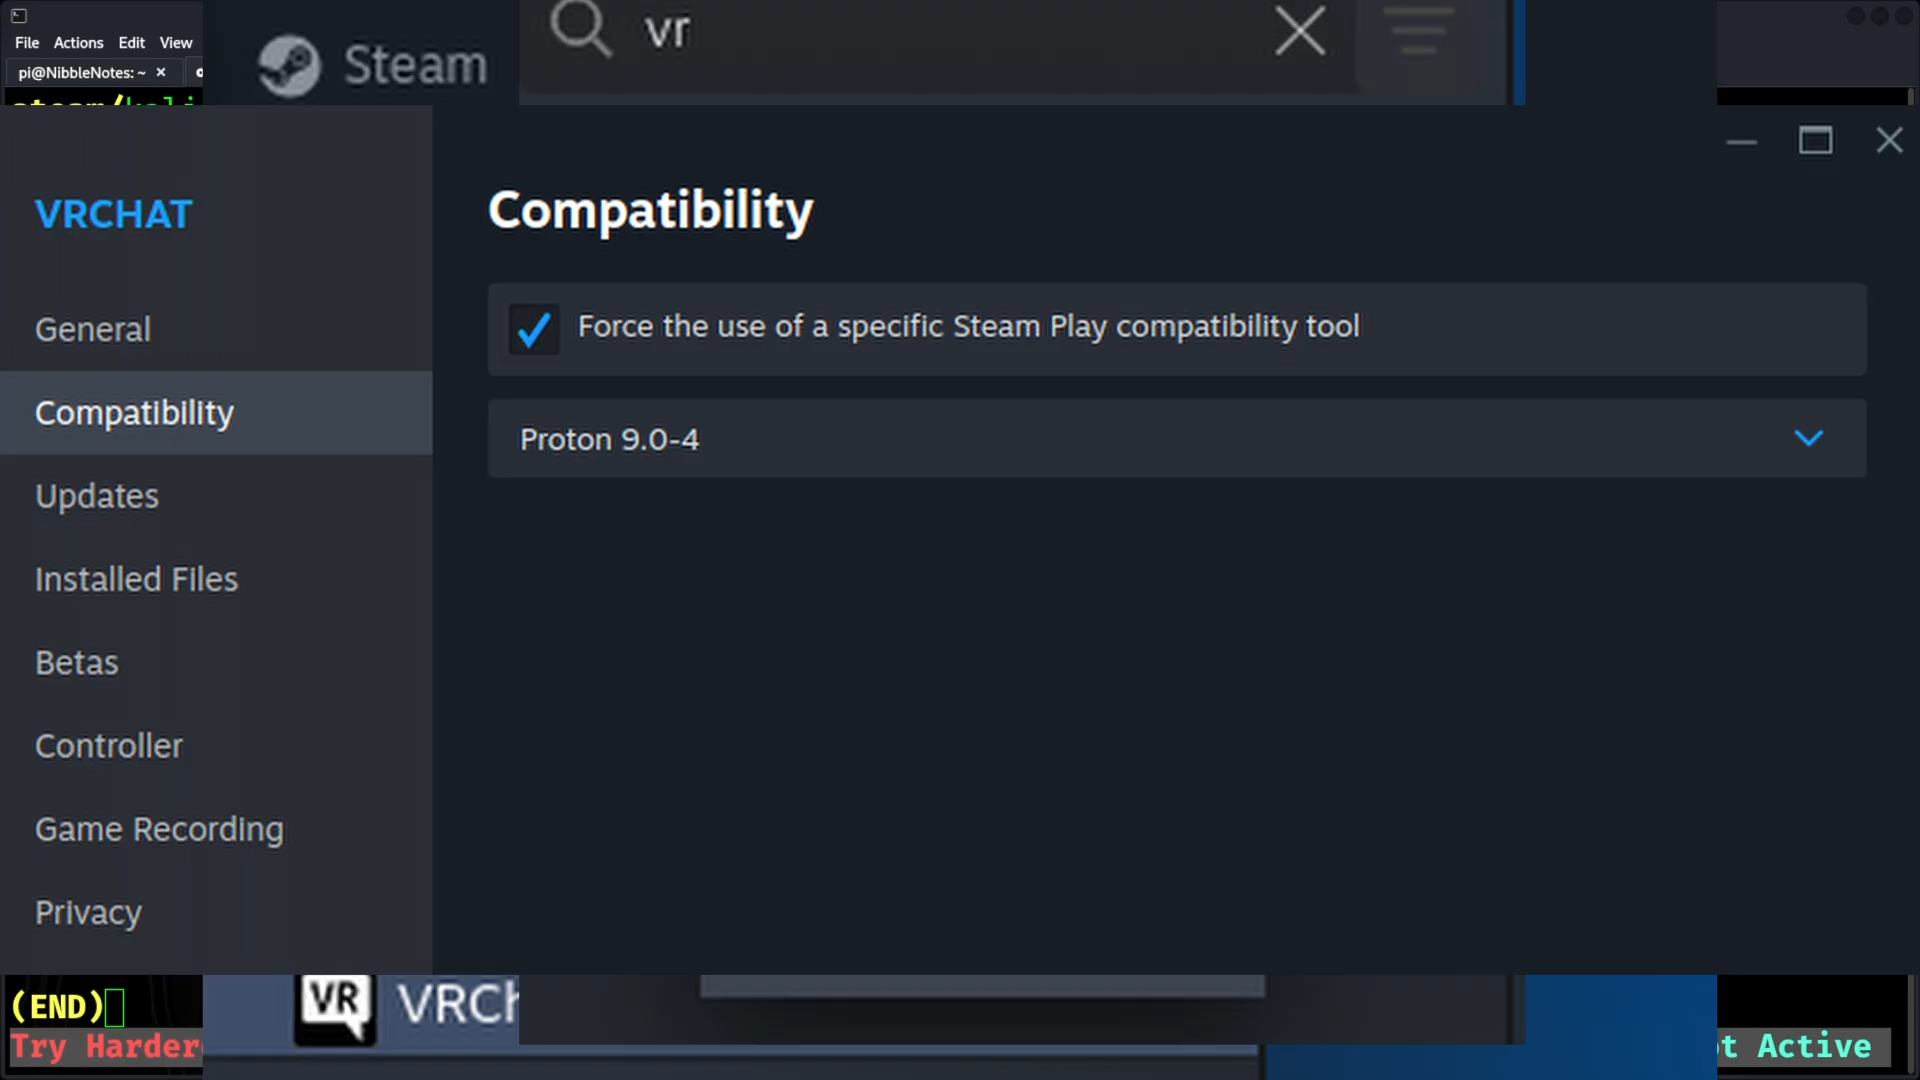 File Actions Edit View
pi@NibbleNotes: ~ ×
Steam
vr
VRCHAT
General
Compatibility
Updates
Installed Files
Betas
Controller
Game Recording
Privacy
Compatibility
Force the use of a specific Steam Play compatibility tool
Proton 9.0-4
(END)
VR
VRCh
Try Harder
t Active